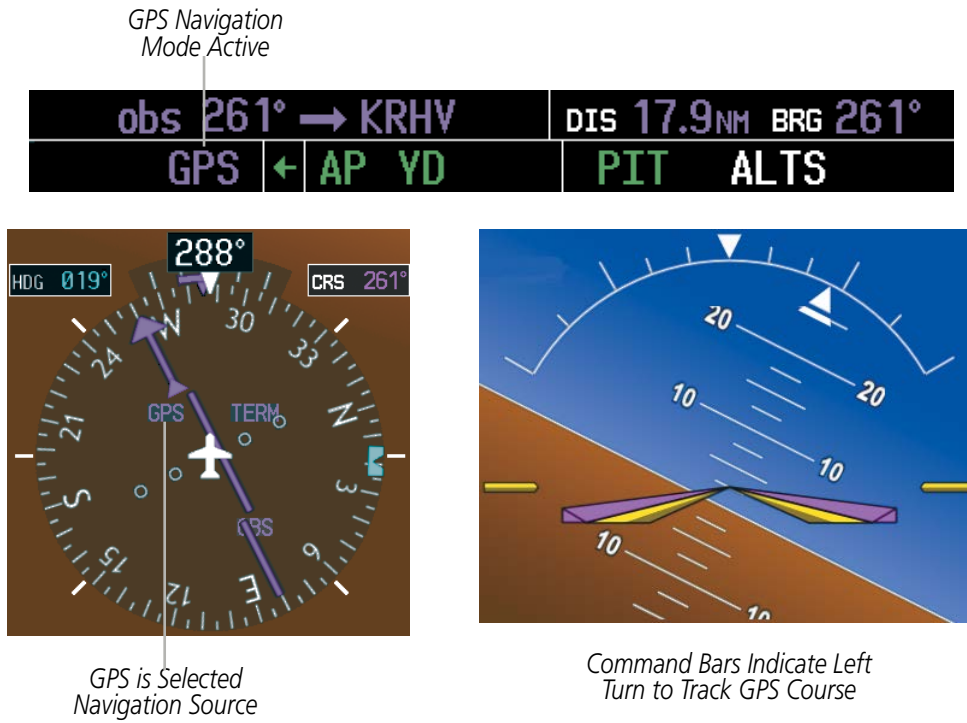 GPS Navigation
Mode Active
obs 261° → KRHV DIS 17.9NM BRG 261°
GPS ← AP YD PIT ALTS
288°
HDG 019°
CRS 261°
W
30
33
N
3
6
E
12
15
S
21
24
GPS TERM
OBS
20
20
10
10
10
10
GPS is Selected
Navigation Source
Command Bars Indicate Left
Turn to Track GPS Course